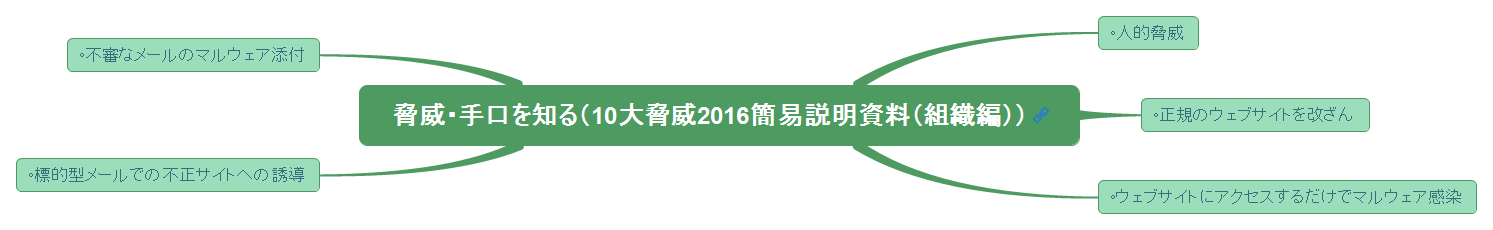 ◦人的脅威
◦不審なメールのマルウェア添付
脅威・手口を知る（10大脅威2016簡易説明資料（組織編））
◦正規のウェブサイトを改ざん
◦標的型メールでの不正サイトへの誘導
◦ウェブサイトにアクセスするだけでマルウェア感染